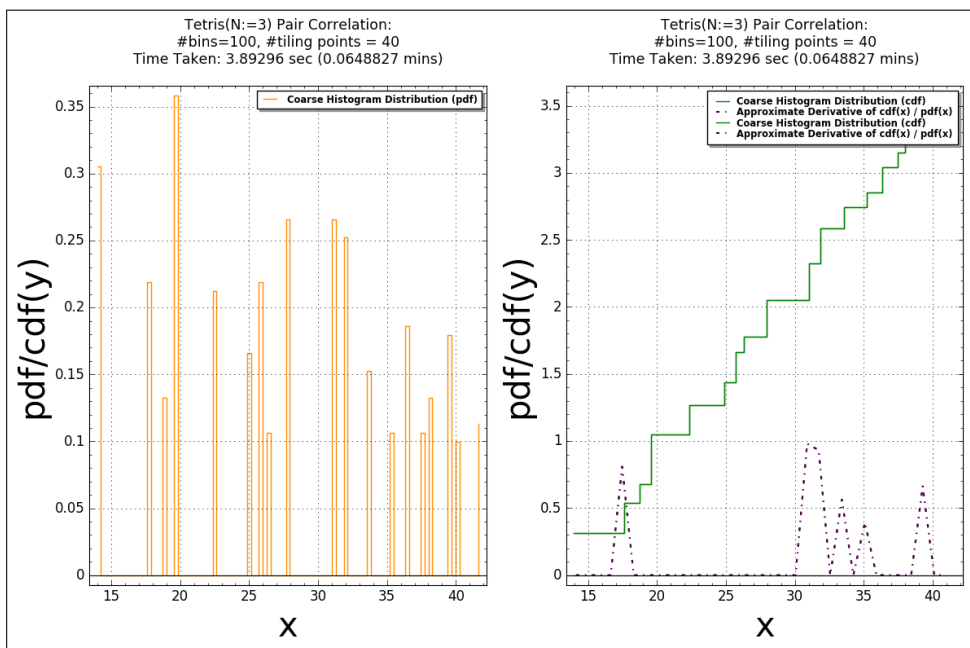 Tetris(N:=3) Pair Correlation:
#bins=100, #tiling points = 40
Time Taken: 3.89296 sec (0.0648827 mins)
Coarse Histogram Distribution (pdf)
0.35
0.3
0.25
0.2
0.15
0.1
0.05
0
pdf/cdf(y)
15 20 25 30 35 40
x
Tetris(N:=3) Pair Correlation:
#bins=100, #tiling points = 40
Time Taken: 3.89296 sec (0.0648827 mins)
Coarse Histogram Distribution (cdf)
Approximate Derivative of cdf(x) / pdf(x)
Coarse Histogram Distribution (cdf)
Approximate Derivative of cdf(x) / pdf(x)
3.5
3
2.5
2
1.5
1
0.5
0
pdf/cdf(y)
15 20 25 30 35 40
x